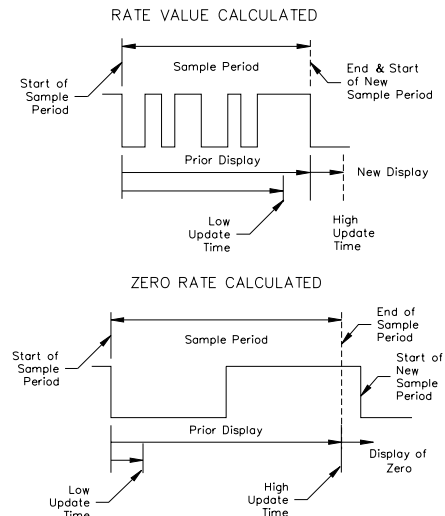 RATE VALUE CALCULATED
Sample Period
Start of
Sample
Period
End & Start
of New
Sample Period
Prior Display
New Display
Low
Update
Time
High
Update
Time
ZERO RATE CALCULATED
End of
Sample
Period
Sample Period
Start of
Sample
Period
Start of
New
Sample
Period
Prior Display
Display of
Zero
Low
Update
Time
High
Update
Time